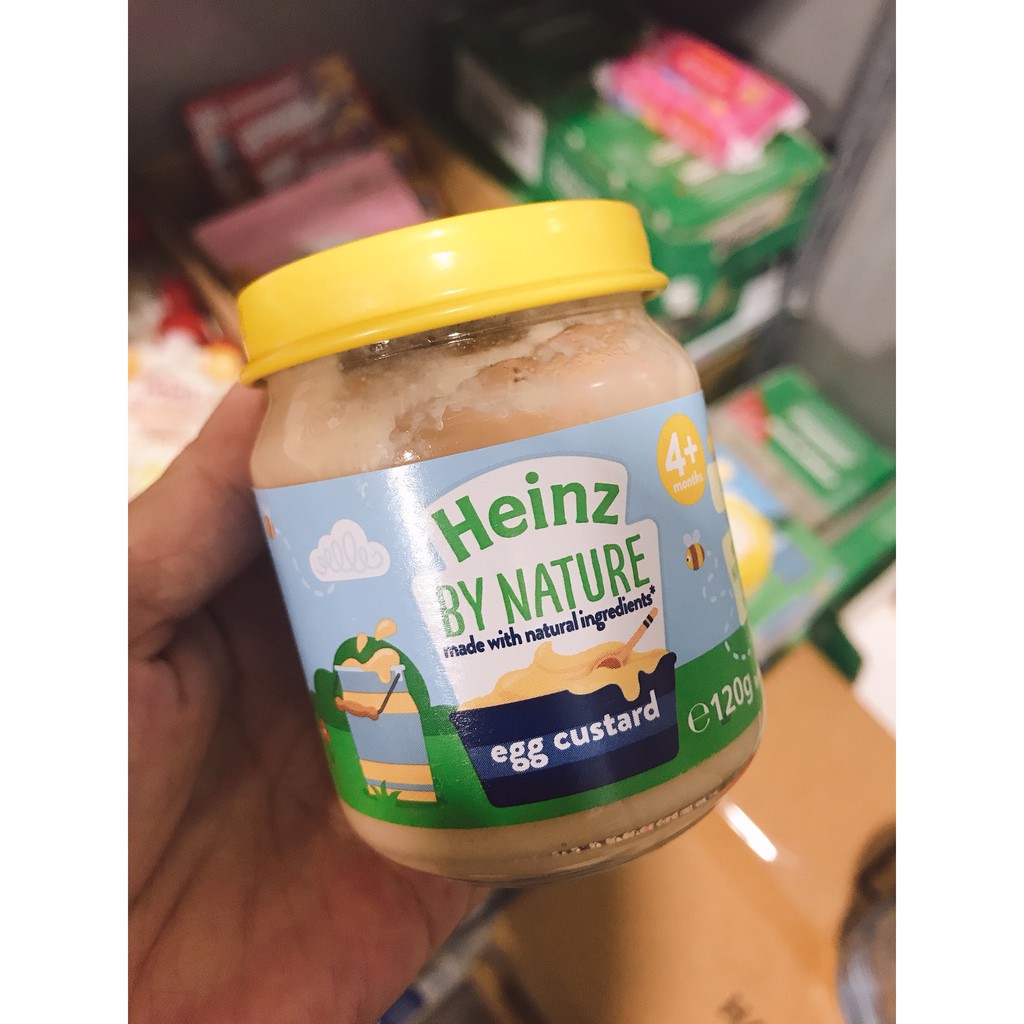 4+
months
Heinz
BY NATURE
made with natural ingredients*
egg custard
℮120g